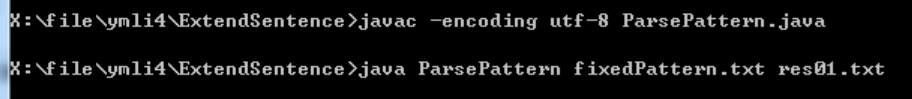 X:\file\ymli4\ExtendSentence>javac -encoding utf-8 ParsePattern.java
X:\file\ymli4\ExtendSentence>java ParsePattern fixedPattern.txt res01.txt